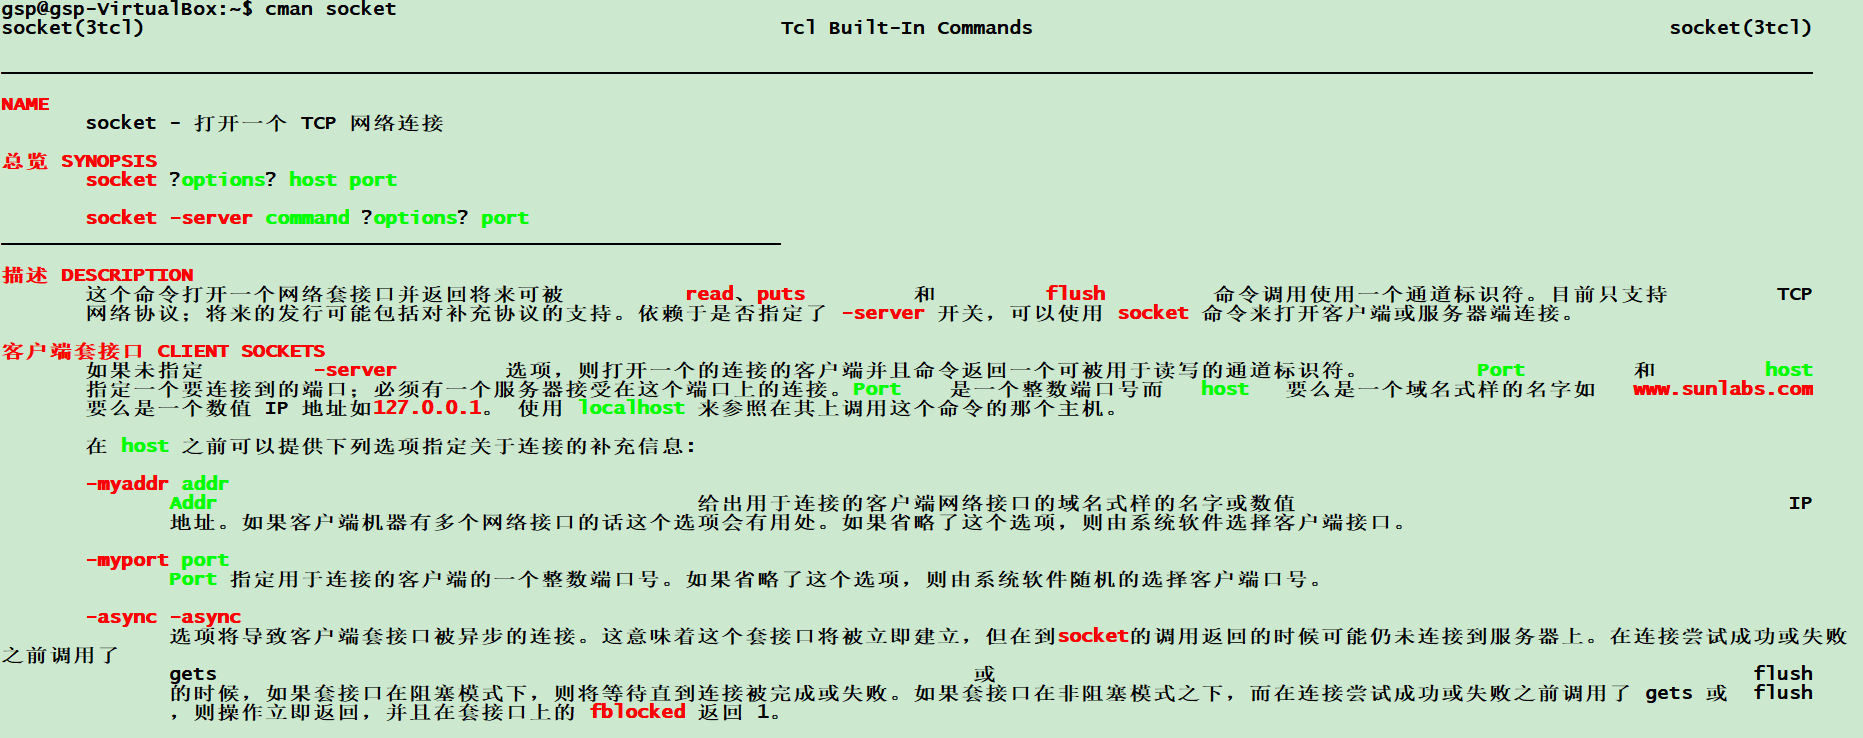 gsp@gsp-VirtualBox:~$ cman socket
socket(3tcl) Tcl Built-In Commands socket(3tcl)
NAME
socket - 打开一个 TCP 网络连接
总览 SYNOPSIS
socket ?options? host port
socket -server command ?options? port
描述 DESCRIPTION
这个命令打开一个网络套接口并返回将来可被 read、puts 和 flush 命令调用使用一个通道标识符。目前只支持 TCP
网络协议；将来的发行可能包括对补充协议的支持。依赖于是否指定了 -server 开关，可以使用 socket 命令来打开客户端或服务器端连接。
客户端套接口 CLIENT SOCKETS
如果未指定 -server 选项，则打开一个的连接的客户端并且命令返回一个可被用于读写的通道标识符。 Port 和 host
指定一个要连接到的端口；必须有一个服务器接受在这个端口上的连接。Port 是一个整数端口号而 host 要么是一个域名式样的名字如 www.sunlabs.com
要么是一个数值 IP 地址如127.0.0.1。 使用 localhost 来参照在其上调用这个命令的那个主机。
在 host 之前可以提供下列选项指定关于连接的补充信息:
-myaddr addr
Addr 给出用于连接的客户端网络接口的域名式样的名字或数值 IP
地址。如果客户端机器有多个网络接口的话这个选项会有用处。如果省略了这个选项，则由系统软件选择客户端接口。
-myport port
Port 指定用于连接的客户端的一个整数端口号。如果省略了这个选项，则由系统软件随机的选择客户端口号。
-async -async
选项将导致客户端套接口被异步的连接。这意味着这个套接口将被立即建立，但在到socket的调用返回的时候可能仍未连接到服务器上。在连接尝试成功或失败
之前调用了
gets 或 flush
的时候，如果套接口在阻塞模式下，则将等待直到连接被完成或失败。如果套接口在非阻塞模式之下，而在连接尝试成功或失败之前调用了 gets 或 flush
，则操作立即返回，并且在套接口上的 fblocked 返回 1。